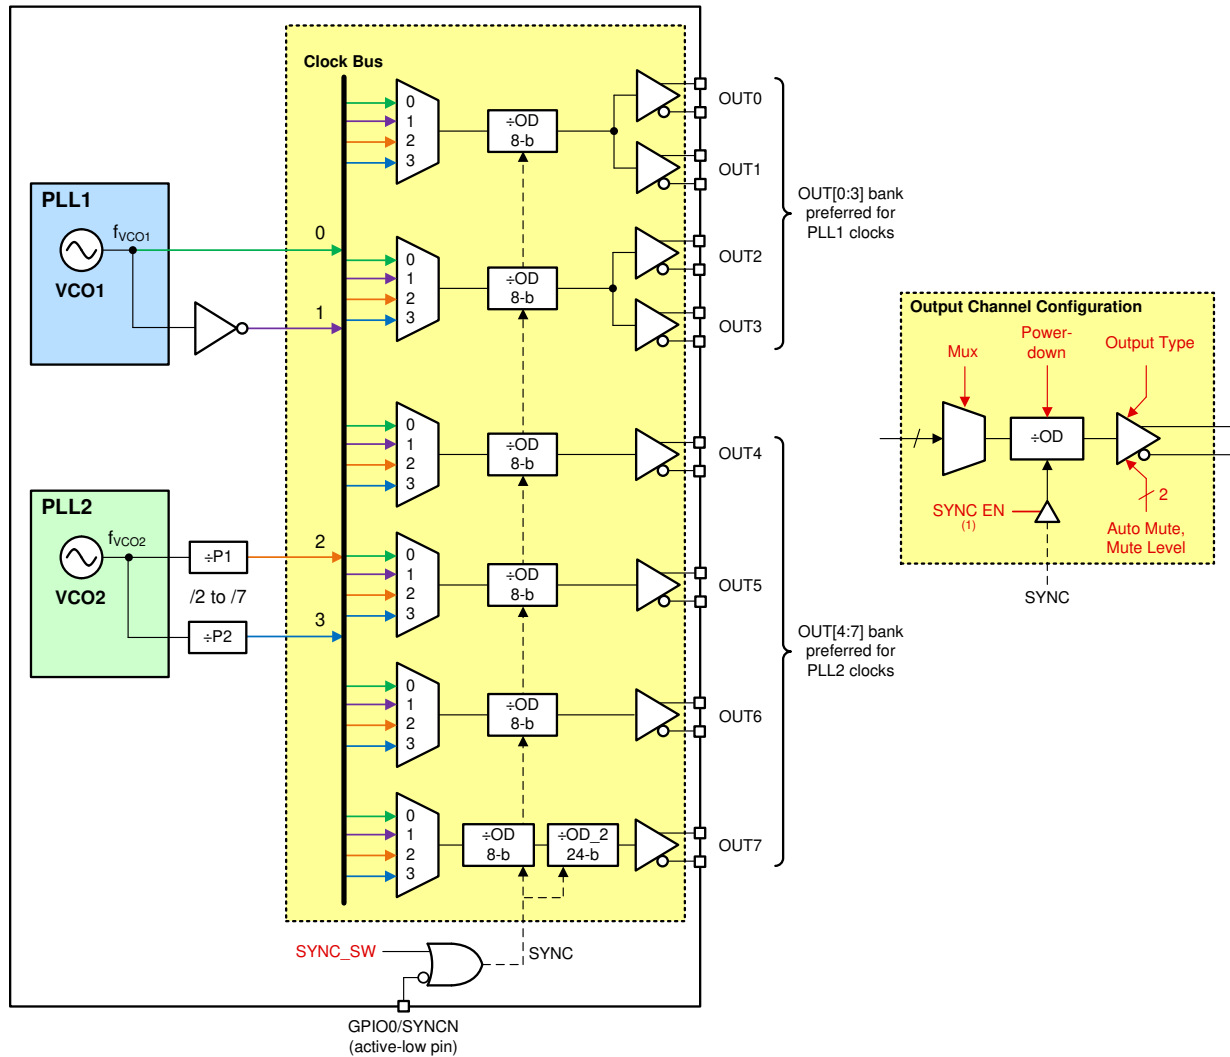 Clock Bus
0
1
2
3
÷OD
8-b
OUT0
OUT1
OUT[0:3] bank
preferred for
PLL1 clocks
PLL1
fVCO1
VCO1
0
1
0
1
2
3
÷OD
8-b
OUT2
OUT3
0
1
2
3
÷OD
8-b
OUT4
PLL2
fVCO2
VCO2
÷P1
/2 to /7
÷P2
2
3
0
1
2
3
÷OD
8-b
OUT5
OUT[4:7] bank
preferred for
PLL2 clocks
0
1
2
3
÷OD
8-b
OUT6
0
1
2
3
÷OD
8-b
÷OD_2
24-b
OUT7
SYNC_SW
SYNC
GPIO0/SYNCN
(active-low pin)
Output Channel Configuration
Mux
Power-
down
Output Type
÷OD
SYNC EN
(1)
2
Auto Mute,
Mute Level
SYNC